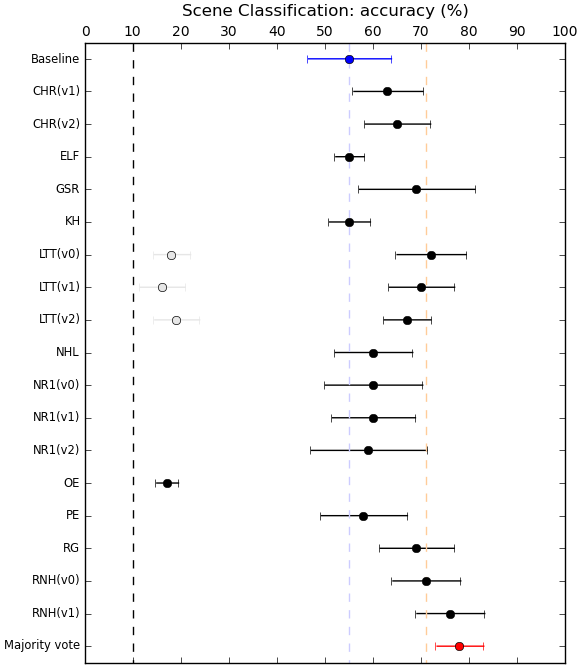 Scene Classification: accuracy (%)
0 10 20 30 40 50 60 70 80 90 100
Baseline
CHR(v1)
CHR(v2)
ELF
GSR
KH
LTT(v0)
LTT(v1)
LTT(v2)
NHL
NR1(v0)
NR1(v1)
NR1(v2)
OE
PE
RG
RNH(v0)
RNH(v1)
Majority vote